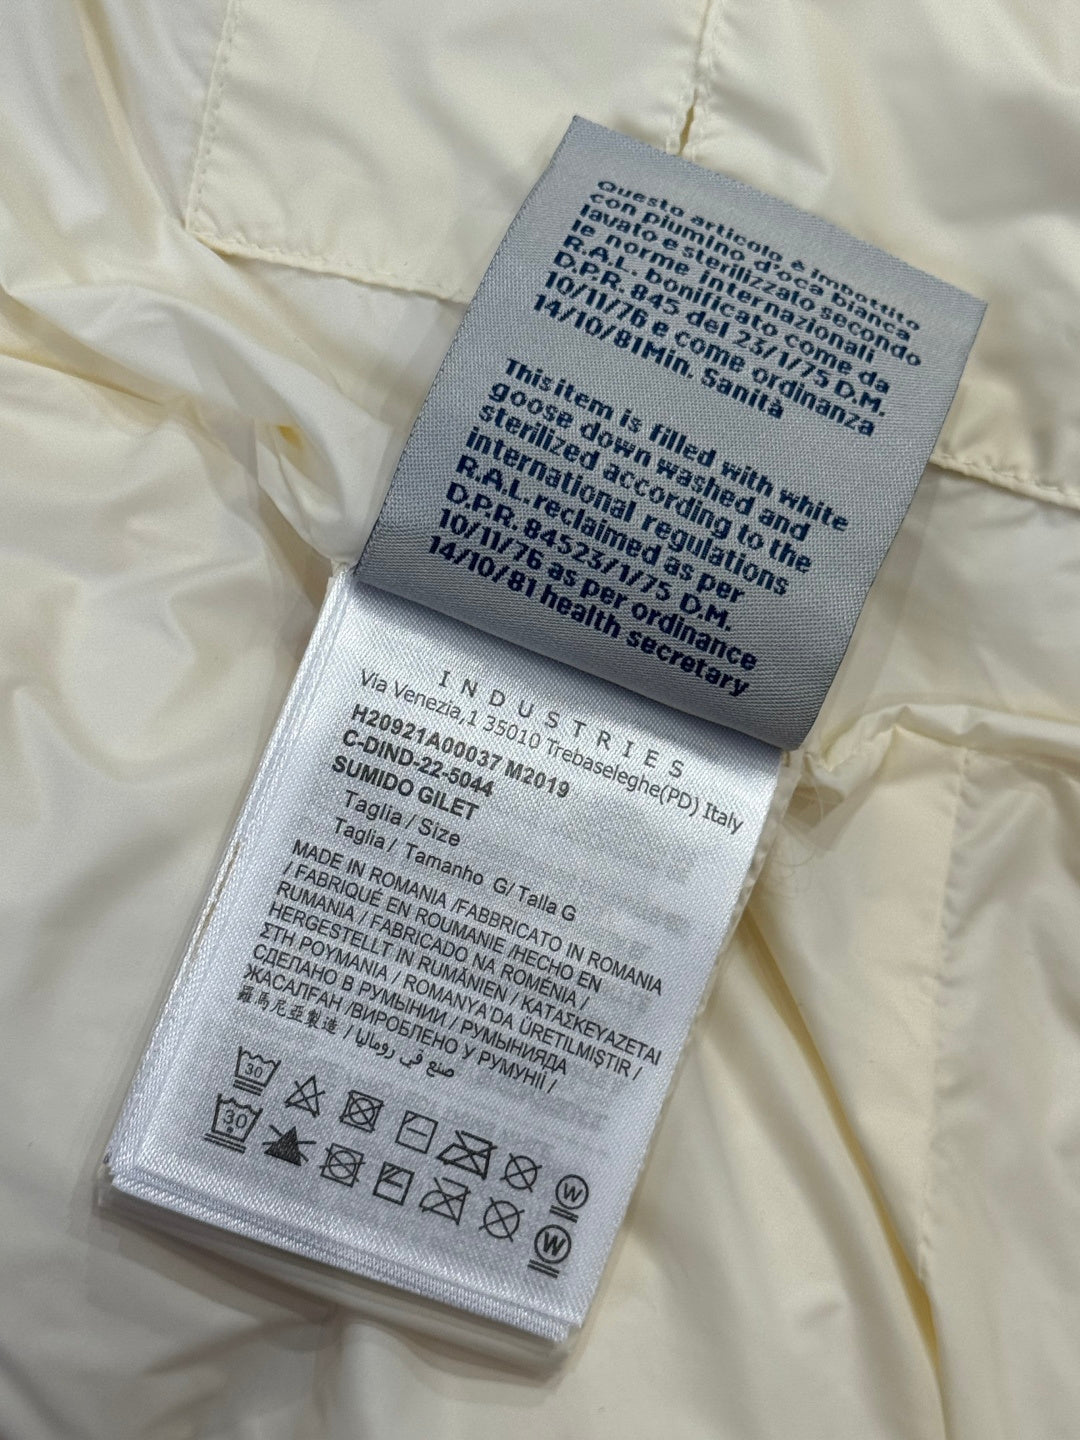 Questo articolo è imbottito
con piumino d'oca bianca
lavato e sterilizzato secondo
le norme internazionali
R.A.L. bonificato come da
D.P.R. 845 del 23/1/75 D.M.
10/11/76 e come ordinanza
14/10/81Min. Sanità
This item is filled with white
goose down washed and
sterilized according to the
international regulations
R.A.L. reclaimed as per
D.P.R. 84523/1/75 D.M.
10/11/76 as per ordinance
14/10/81 health secretary
INDUSTRIES
Via Venezia,1 35010 Trebaseleghe(PD) Italy
H20921A00037 M2019
C-DIND-22-5044
SUMIDO GILET
Taglia / Size
Taglia / Tamanho G/ Talla G
MADE IN ROMANIA /FABBRICATO IN ROMANIA
/ FABRIQUÉ EN ROUMANIE /HECHO EN
RUMANIA / FABRICADO NA ROMÉNIA /
HERGESTELLT IN RUMÄNIEN / ΚΑΤΑΣΚΕΥΑΖΕΤΑΙ
ΣΤΗ ΡΟΥΜΑΝΙΑ / ROMANYA'DA ÜRETILMIŞTIR /
СДЕЛАНО В РУМЫНИИ / РУМЫНИЯДА
ЖАСАЛҒАН /ВИРОБЛЕНО У РУМУНІЇ /
羅馬尼亞製造 / صنع في رومانيا
30
W
30
W